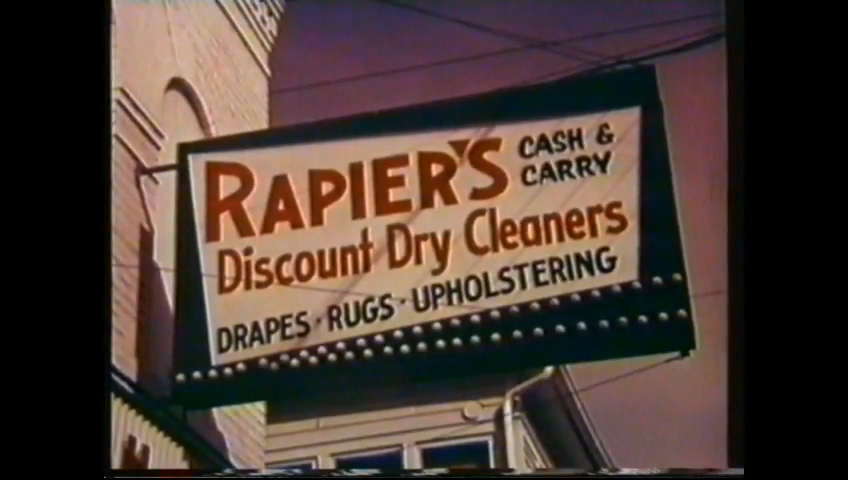 RAPIER'S
CASH &
CARRY
Discount Dry Cleaners
DRAPES · RUGS · UPHOLSTERING